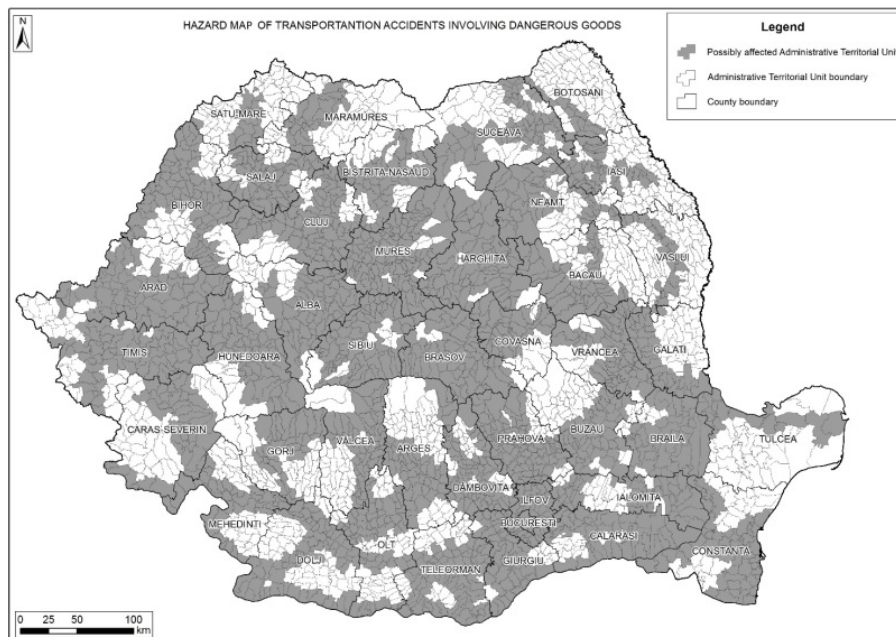 HAZARD MAP OF TRANSPORTANTION ACCIDENTS INVOLVING DANGEROUS GOODS
N
Legend
Possibly affected Administrative Territorial Unit
Administrative Territorial Unit boundary
County boundary
BOTOSANI
SATU-MARE
MARAMURES
SUCEAVA
SALAJ
BISTRITA-NASAUD
IASI
BIHOR
NEAMT
CLUJ
MURES
HARGHITA
VASLUI
BACAU
ARAD
ALBA
COVASNA
TIMIS
HUNEDOARA
SIBIU
BRASOV
VRANCEA
GALATI
CARAS-SEVERIN
GORJ
VALCEA
ARGES
PRAHOVA
BUZAU
BRAILA
TULCEA
DAMBOVITA
ILFOV
IALOMITA
MEHEDINTI
BUCURESTI
CALARASI
OLT
CONSTANTA
DOLJ
TELEORMAN
GIURGIU
0 25 50 100
km